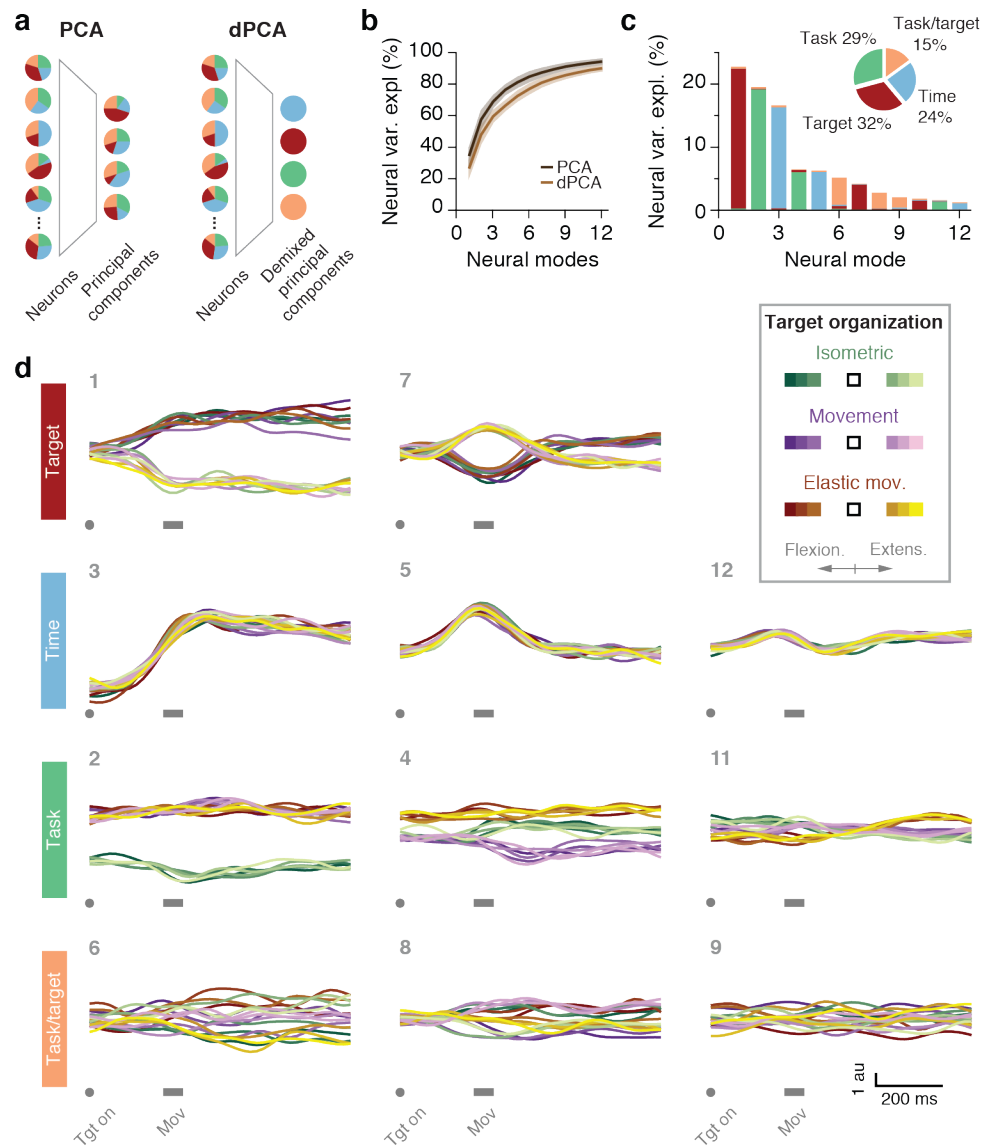 a
PCA
dPCA
Neurons
Principal
components
Neurons
Demixed
principal
components
b
Neural var. expl (%)
100
80
60
40
20
0
PCA
dPCA
0
3
6
9
12
Neural modes
c
Neural var. expl. (%)
20
10
0
0
3
6
9
12
Neural mode
Task/target
15%
Task 29%
Time
24%
Target 32%
Target organization
Isometric
Movement
Elastic mov.
Flexion.
Extens.
d
Target
1
7
Time
3
5
12
Task
2
4
11
Task/target
6
8
9
Tgt on
Mov
Tgt on
Mov
Tgt on
Mov
1 au
200 ms